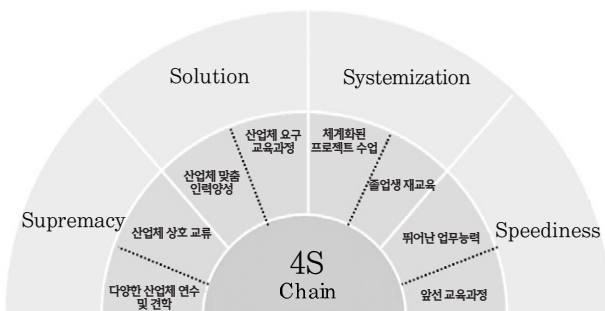 Solution
Systemization
산업체 요구
교육과정
체계화된
프로젝트 수업
산업체 맞춤
인력양성
졸업생 재교육
Supremacy
산업체 상호 교류
뛰어난 업무능력
Speediness
4S
Chain
다양한 산업체 연수
및 견학
앞선 교육과정